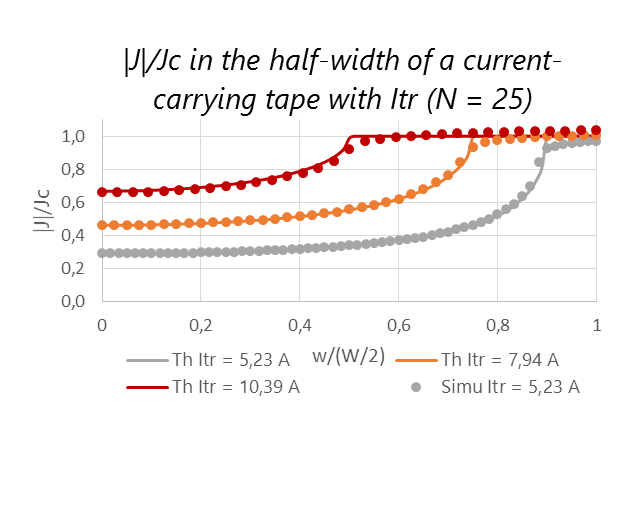 |J|/Jc in the half-width of a current-
carrying tape with Itr (N = 25)
|J|/Jc
1,0
0,8
0,6
0,4
0,2
0,0
0 0,2 0,4 0,6 0,8 1
w/(W/2)
Th Itr = 5,23 A Th Itr = 7,94 A
Th Itr = 10,39 A Simu Itr = 5,23 A